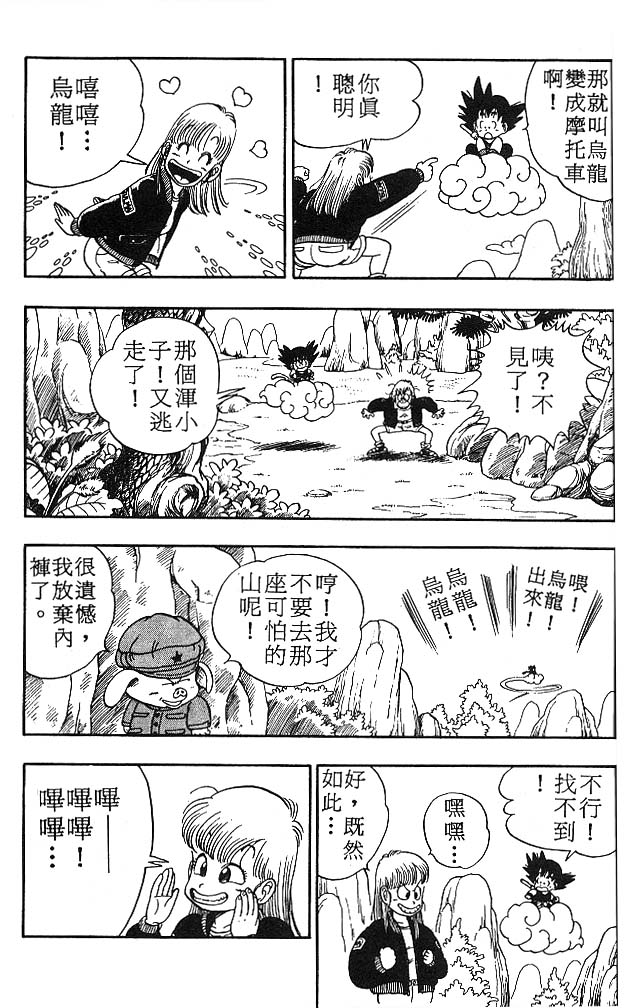 那就叫烏龍
變成摩托車
啊！
你眞
聰明
！
嘻嘻…
烏龍！
咦？不
見了！
那個渾小
子！又逃
走了！
喂！
烏龍！
出來！
烏龍！
烏龍！
哼！我才
不要去那
座可怕的
山呢！
很遺憾，
我放棄內
褲了。
不行！
找不到
！
嘿嘿…
好，既然
如此…
嗶——
嗶嗶！
嗶嗶…